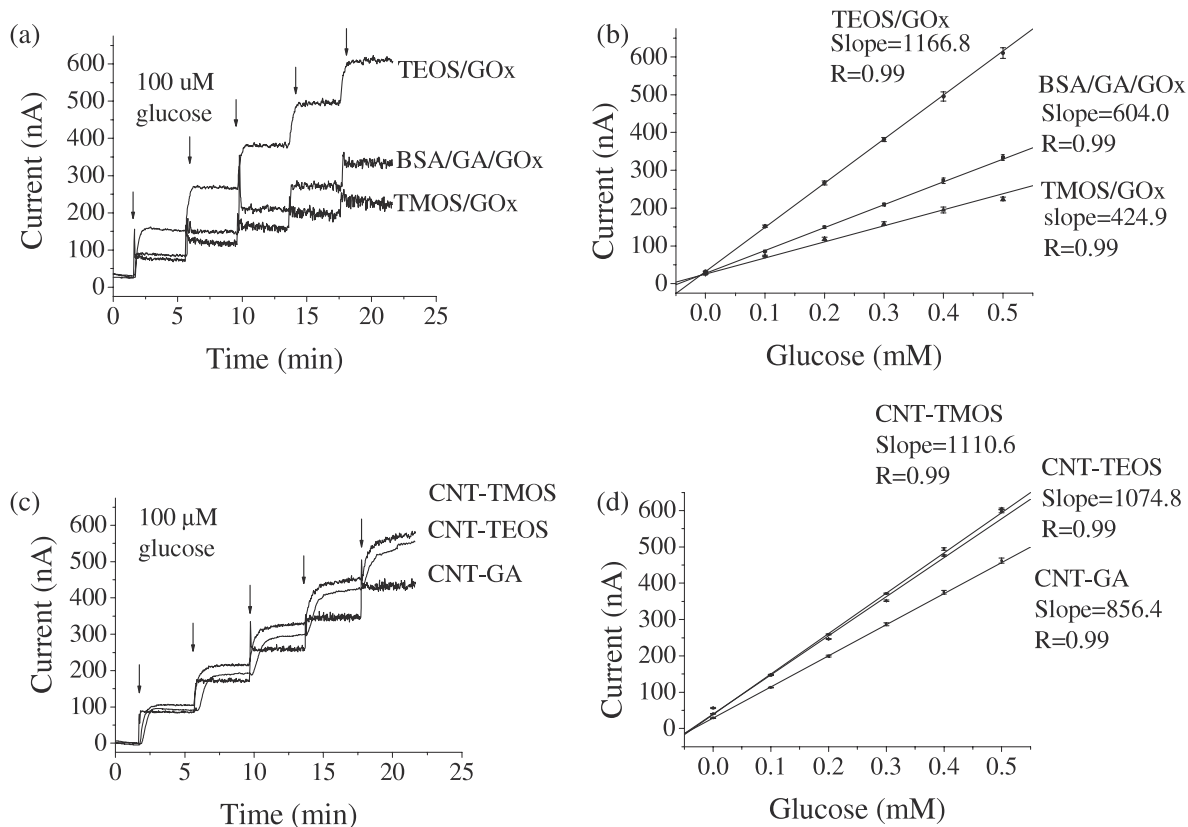 (a)
600
500
400
300
200
100
0
Current (nA)
100 uM
glucose
TEOS/GOx
BSA/GA/GOx
TMOS/GOx
0
5
10
15
20
25
Time (min)
(b)
600
500
400
300
200
100
0
Current (nA)
TEOS/GOx
Slope=1166.8
R=0.99
BSA/GA/GOx
Slope=604.0
R=0.99
TMOS/GOx
slope=424.9
R=0.99
0.0
0.1
0.2
0.3
0.4
0.5
Glucose (mM)
(c)
600
500
400
300
200
100
0
Current (nA)
100 μM
glucose
CNT-TMOS
CNT-TEOS
CNT-GA
0
5
10
15
20
25
Time (min)
(d)
600
500
400
300
200
100
0
Current (nA)
CNT-TMOS
Slope=1110.6
R=0.99
CNT-TEOS
Slope=1074.8
R=0.99
CNT-GA
Slope=856.4
R=0.99
0.0
0.1
0.2
0.3
0.4
0.5
Glucose (mM)